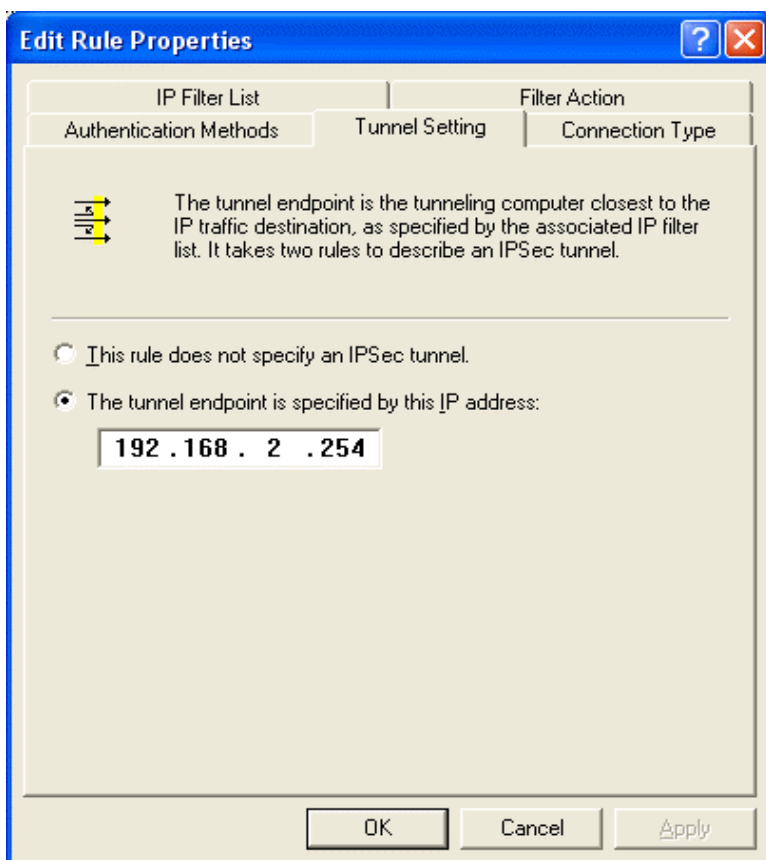 Edit Rule Properties
IP Filter List
Filter Action
Authentication Methods
Tunnel Setting
Connection Type
The tunnel endpoint is the tunneling computer closest to the
IP traffic destination, as specified by the associated IP filter
list. It takes two rules to describe an IPSec tunnel.
This rule does not specify an IPSec tunnel.
The tunnel endpoint is specified by this IP address:
192 .168 . 2 .254
OK
Cancel
Apply